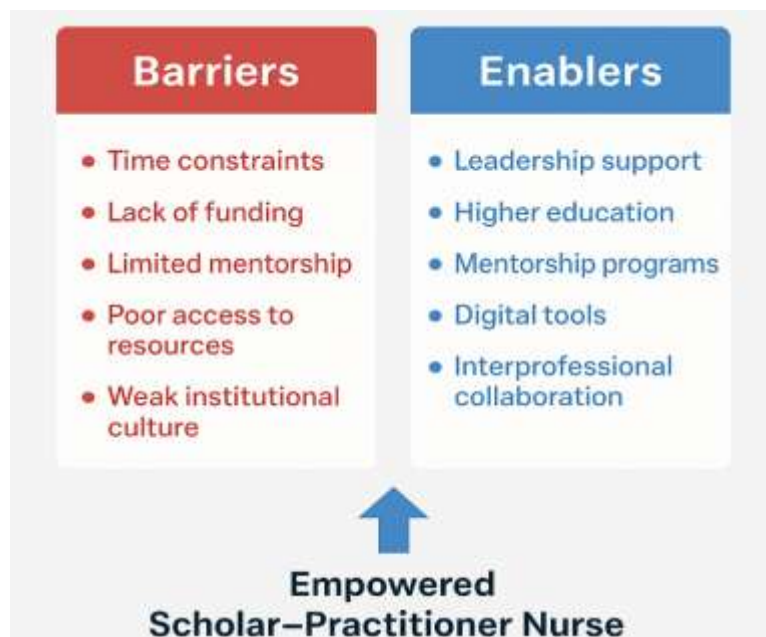 Barriers
• Time constraints
• Lack of funding
• Limited mentorship
• Poor access to
resources
• Weak institutional
culture
Enablers
• Leadership support
• Higher education
• Mentorship programs
• Digital tools
• Interprofessional
collaboration
Empowered
Scholar–Practitioner Nurse